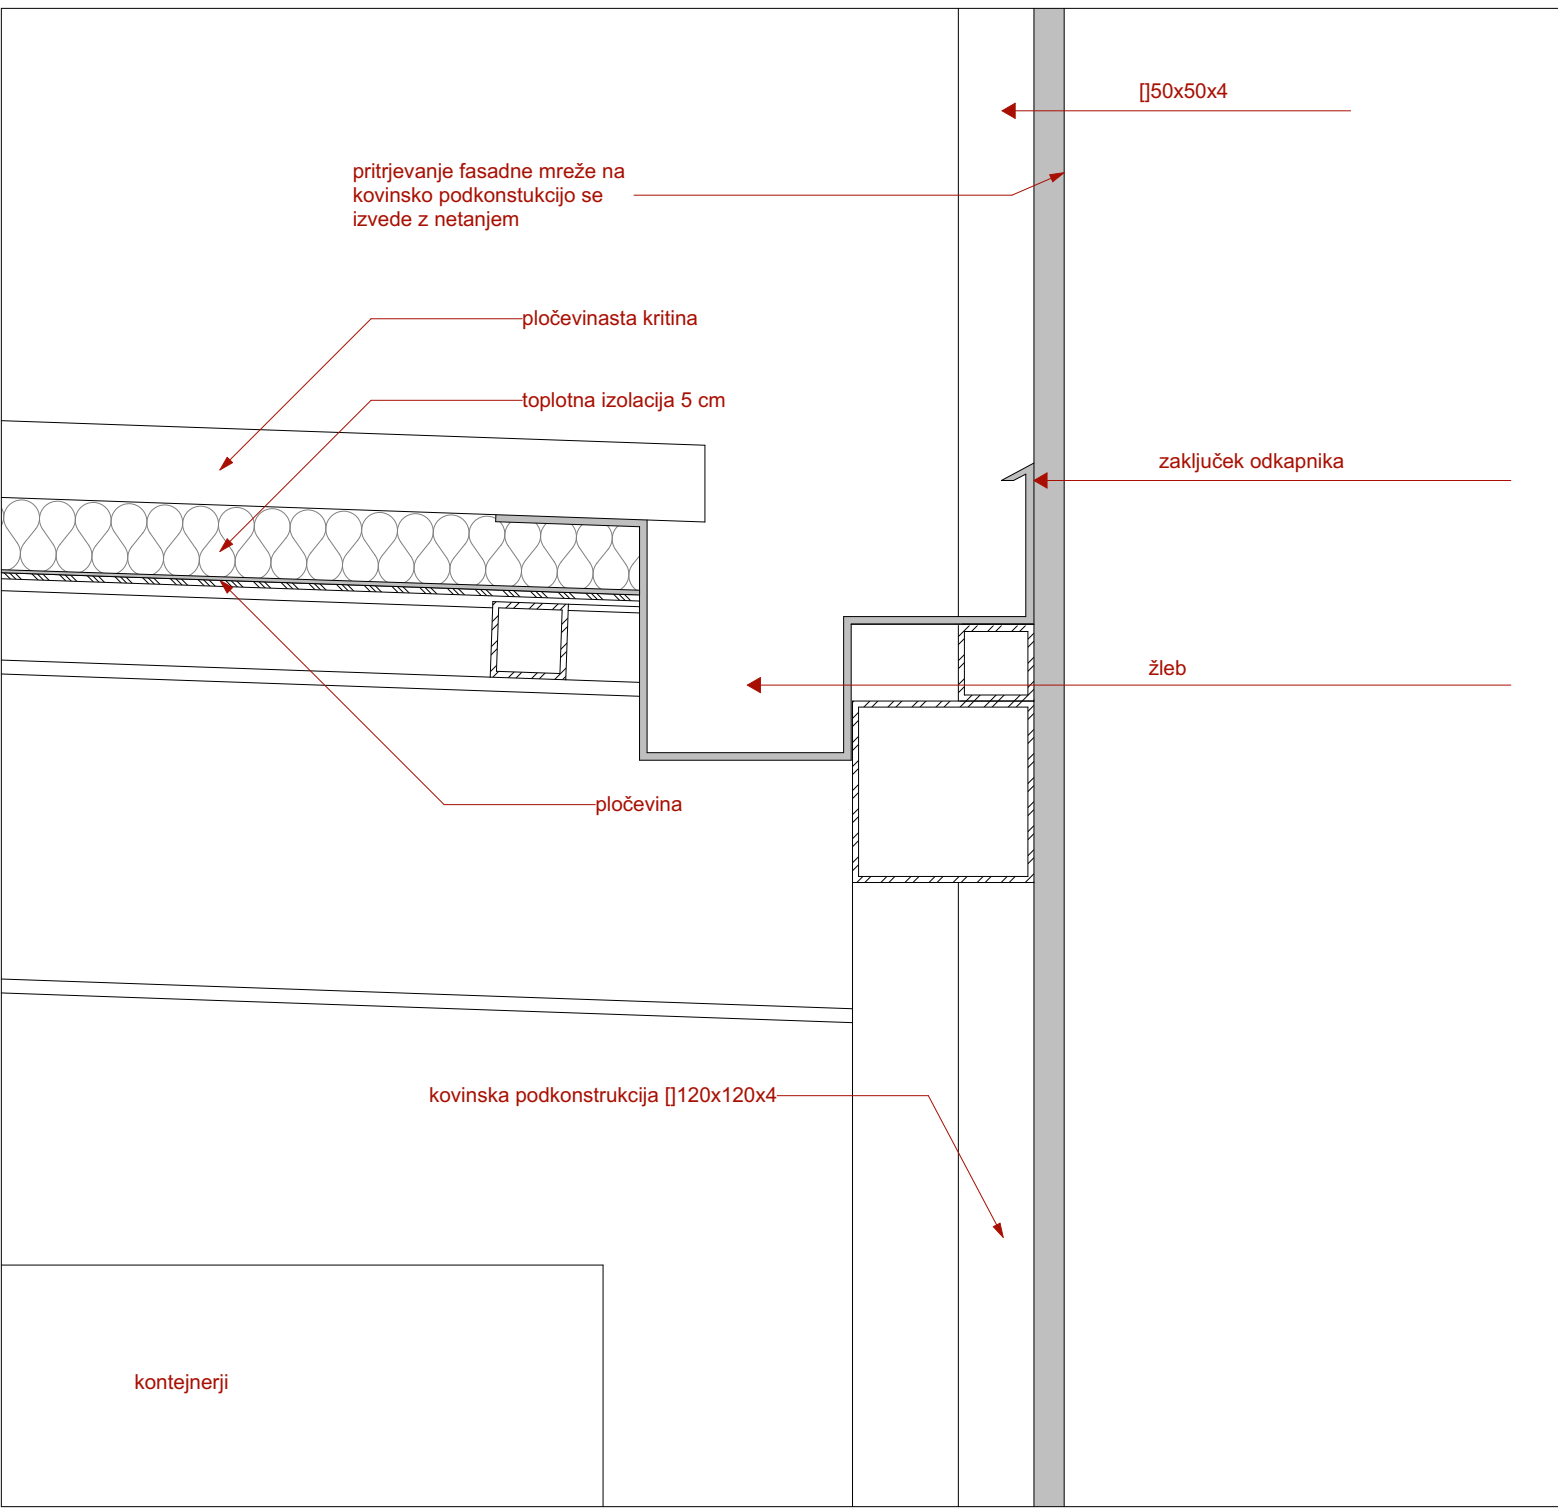 []50x50x4
pritrjevanje fasadne mreže na
kovinsko podkonstukcijo se
izvede z netanjem
pločevinasta kritina
toplotna izolacija 5 cm
zaključek odkapnika
žleb
pločevina
kovinska podkonstrukcija []120x120x4
kontejnerji